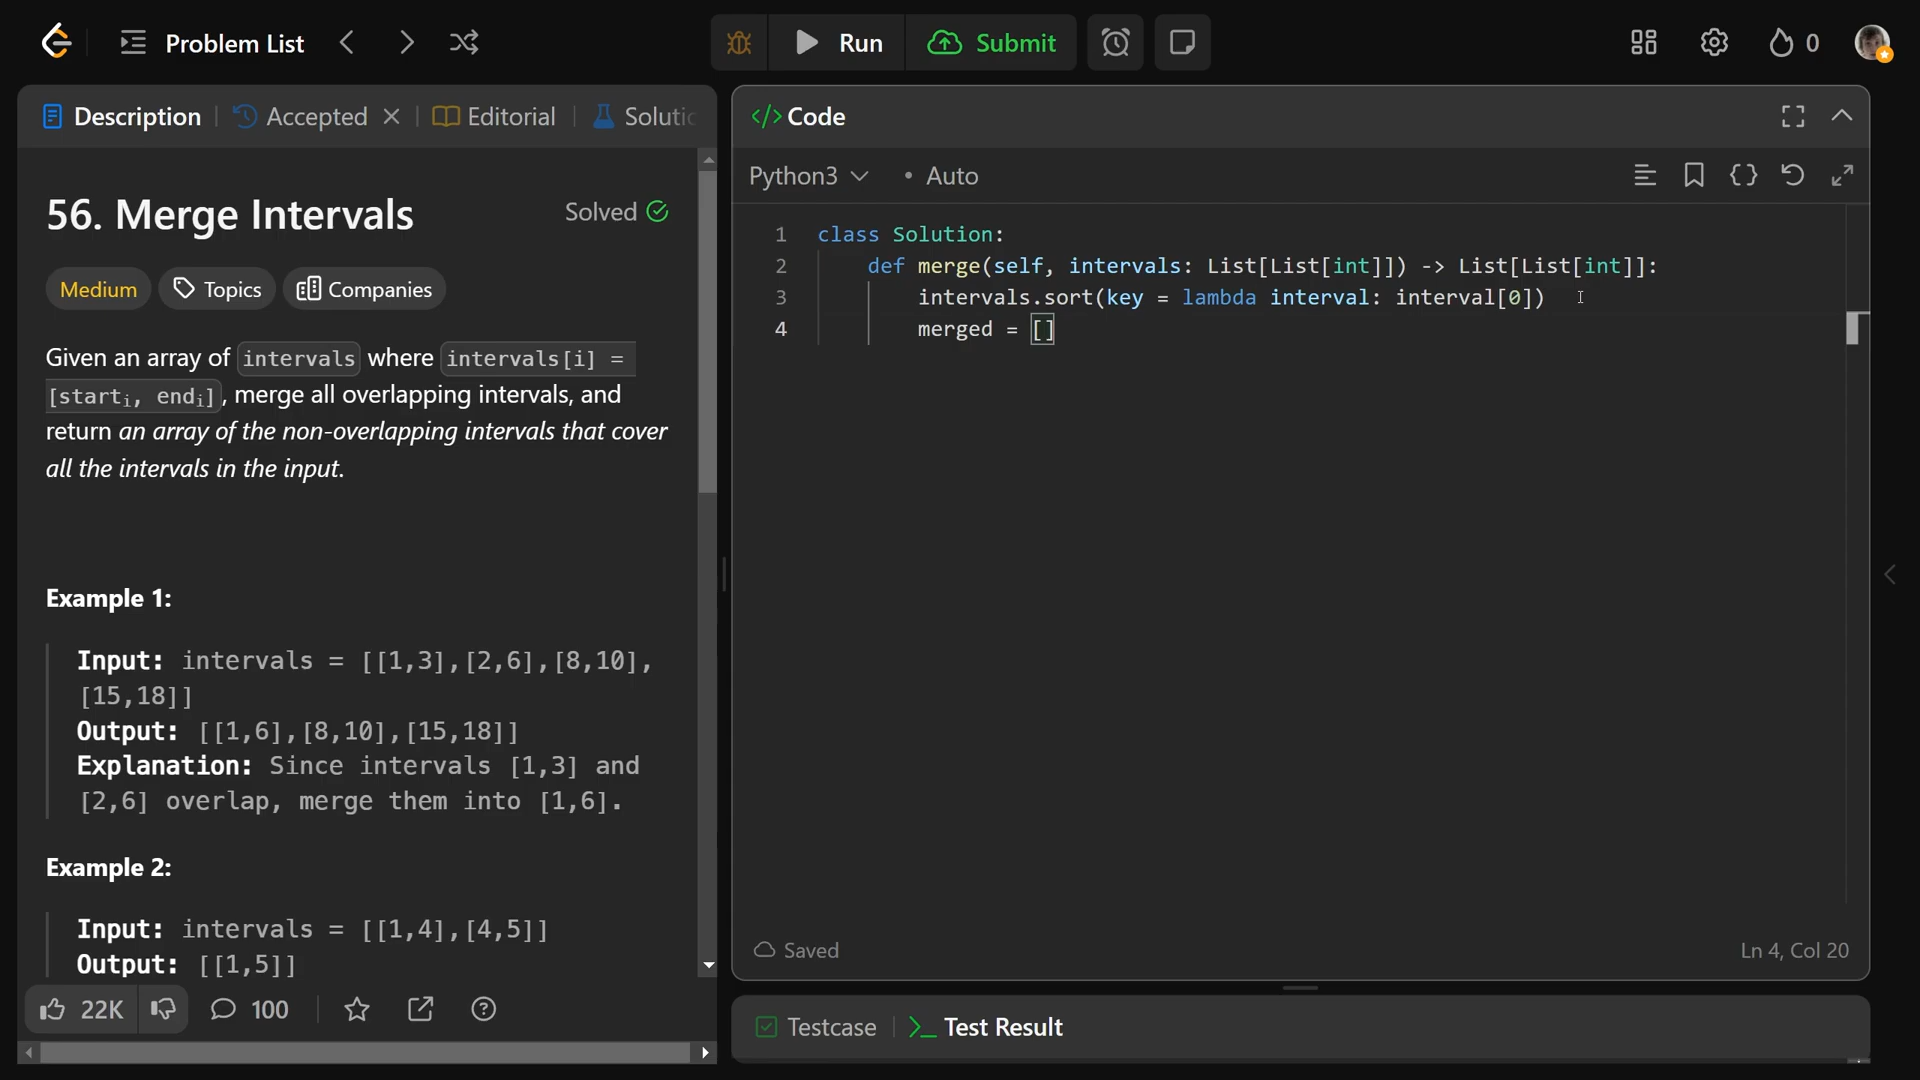 Problem List
Run
Submit
0
Description
Accepted
Editorial
Code
Python3
• Auto
56. Merge Intervals
Solved
Medium
Topics
Companies
Given an array of intervals where intervals[i] =
[starti, endi], merge all overlapping intervals, and
return an array of the non-overlapping intervals that cover
all the intervals in the input.
Example 1:
Input: intervals = [[1,3],[2,6],[8,10],
[15,18]]
Output: [[1,6],[8,10],[15,18]]
Explanation: Since intervals [1,3] and
[2,6] overlap, merge them into [1,6].
Example 2:
Input: intervals = [[1,4],[4,5]]
Output: [[1,5]]
22K
100
1 class Solution:
2 def merge(self, intervals: List[List[int]]) -> List[List[int]]:
3 intervals.sort(key = lambda interval: interval[0])
4 merged = []
Saved
Ln 4, Col 20
Testcase
Test Result